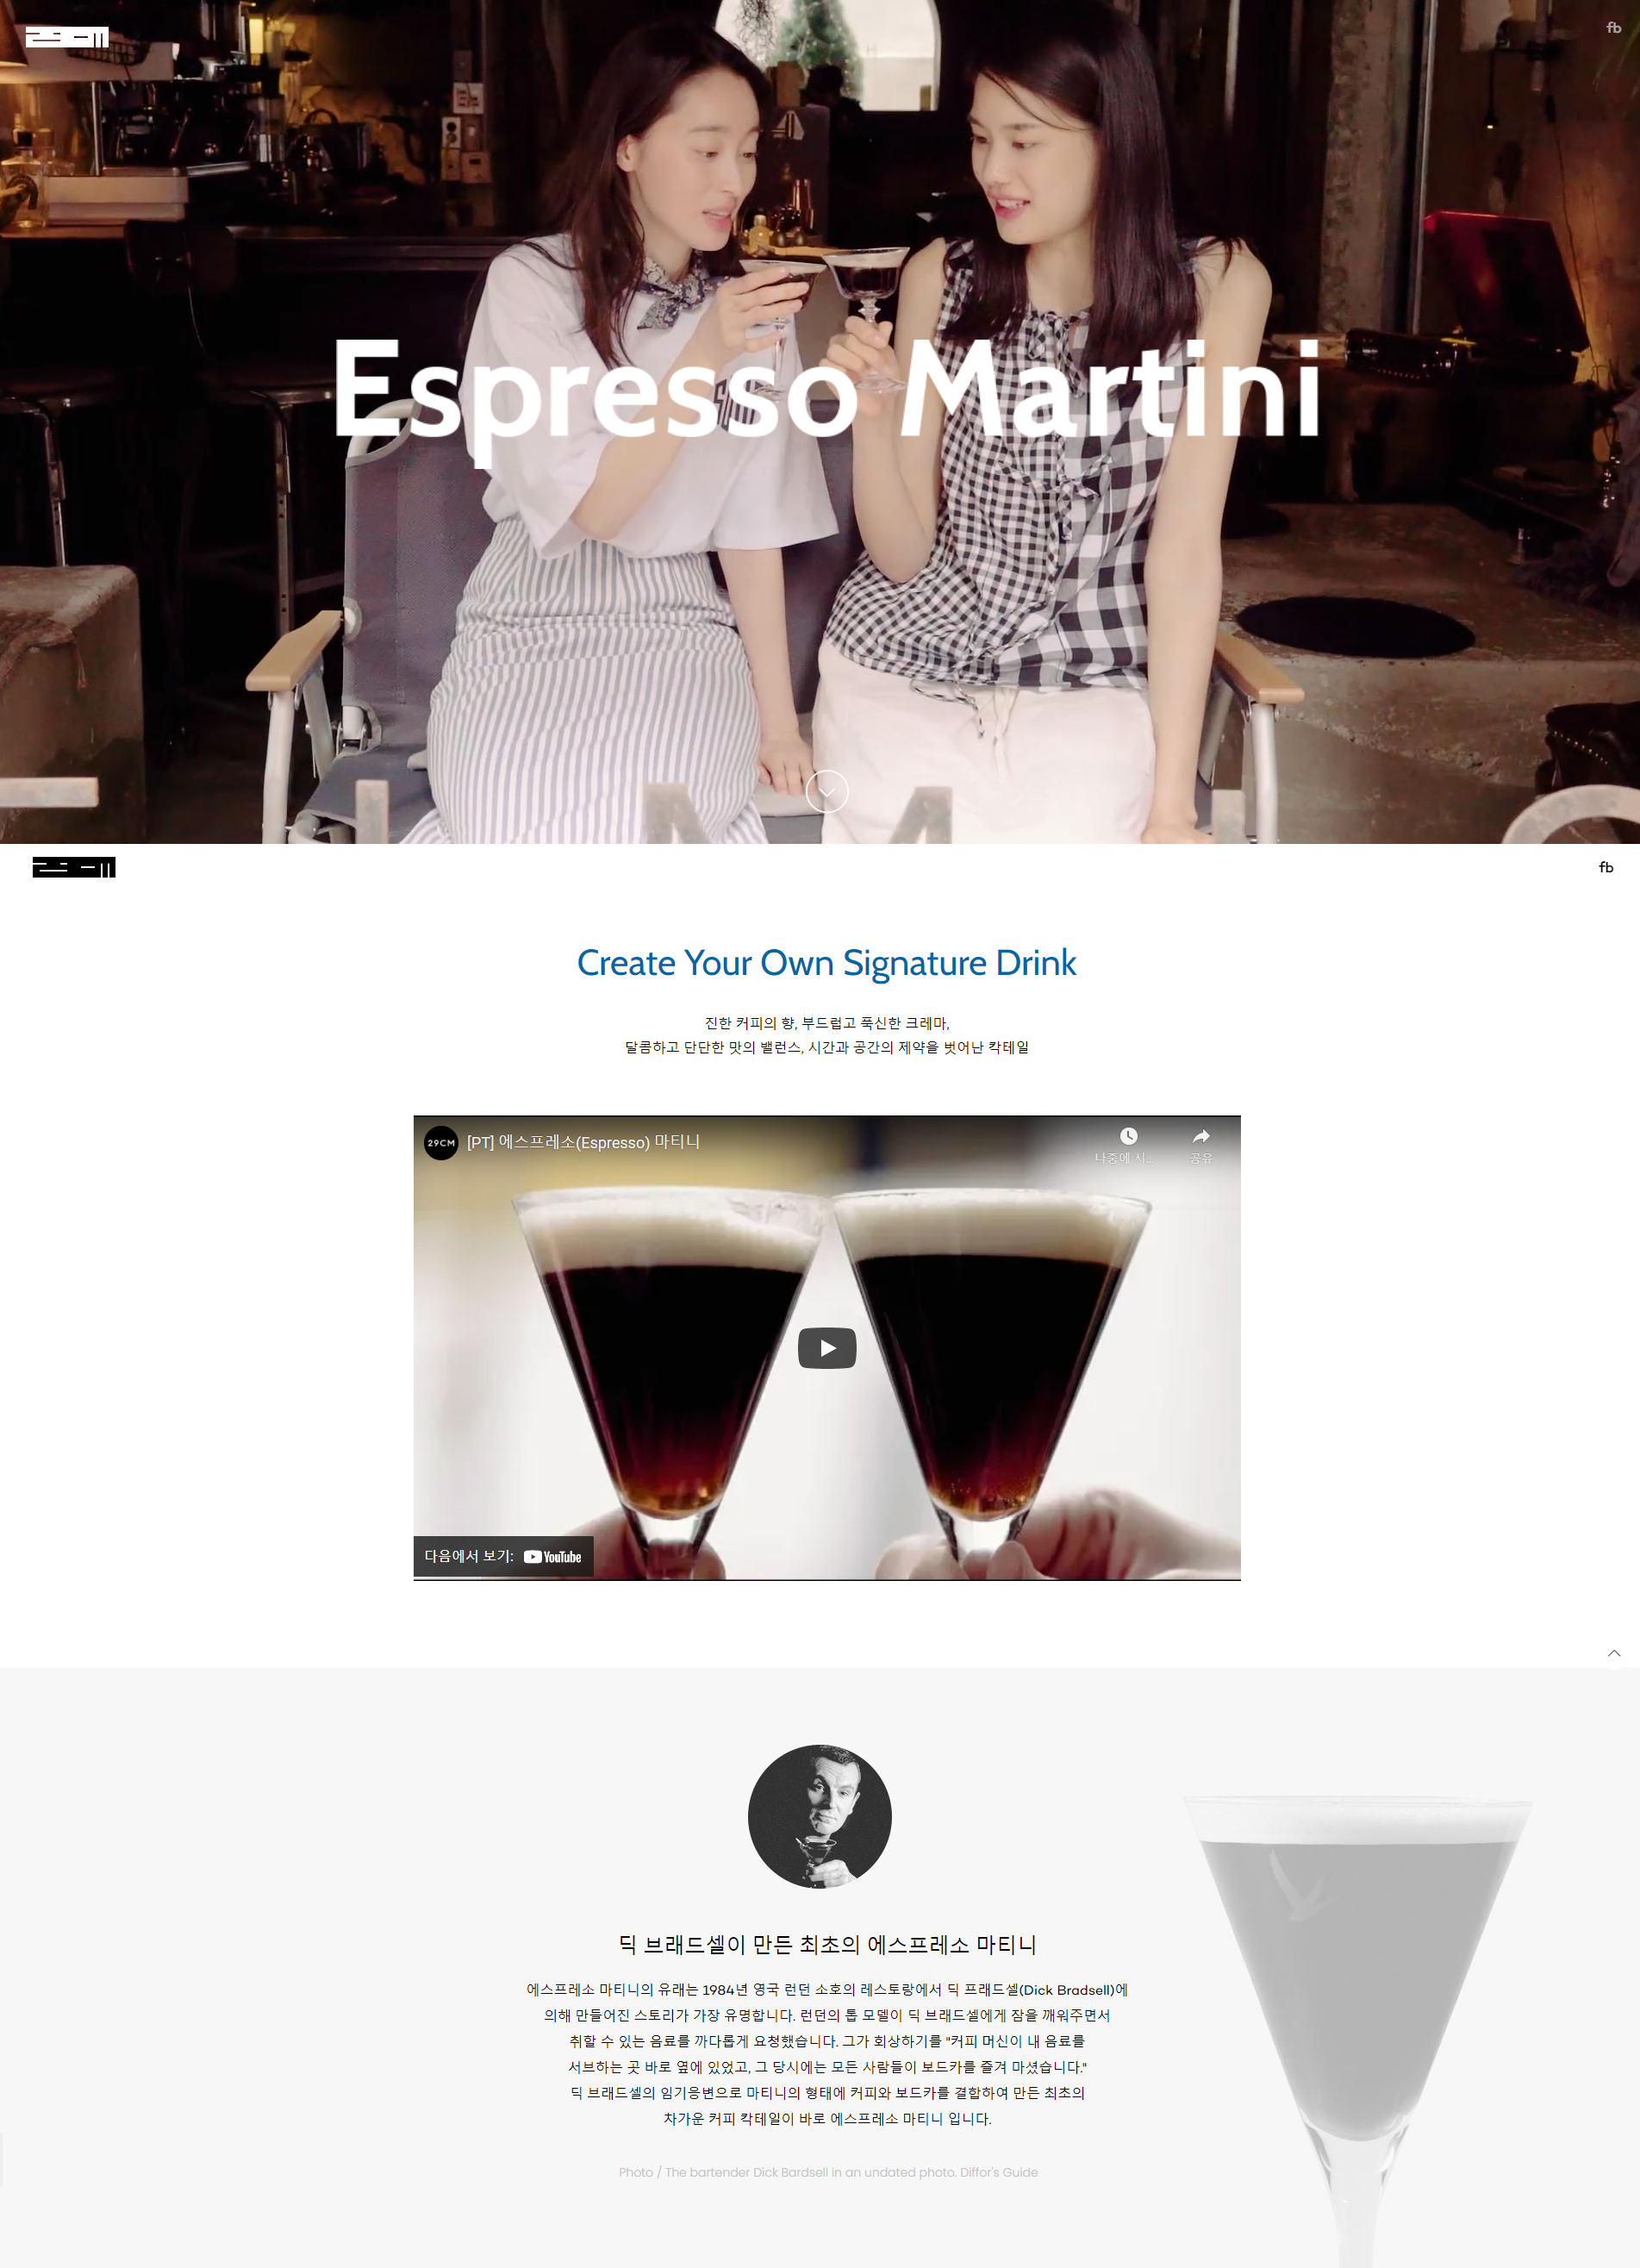 29CM
fb
Espresso Martini
29CM
fb
Create Your Own Signature Drink
진한 커피의 향, 부드럽고 푹신한 크레마,
달콤하고 단단한 맛의 밸런스, 시간과 공간의 제약을 벗어난 칵테일
29CM [PT] 에스프레소(Espresso) 마티니
나중에 시... 공유
다음에서 보기: YouTube
딕 브래드셀이 만든 최초의 에스프레소 마티니
에스프레소 마티니의 유래는 1984년 영국 런던 소호의 레스토랑에서 딕 프래드셀(Dick Bradsell)에
의해 만들어진 스토리가 가장 유명합니다. 런던의 톱 모델이 딕 브래드셀에게 잠을 깨워주면서
취할 수 있는 음료를 까다롭게 요청했습니다. 그가 회상하기를 "커피 머신이 내 음료를
서브하는 곳 바로 옆에 있었고, 그 당시에는 모든 사람들이 보드카를 즐겨 마셨습니다."
딕 브래드셀의 임기응변으로 마티니의 형태에 커피와 보드카를 결합하여 만든 최초의
차가운 커피 칵테일이 바로 에스프레소 마티니 입니다.
Photo / The bartender Dick Bardsell in an undated photo. Diffor's Guide